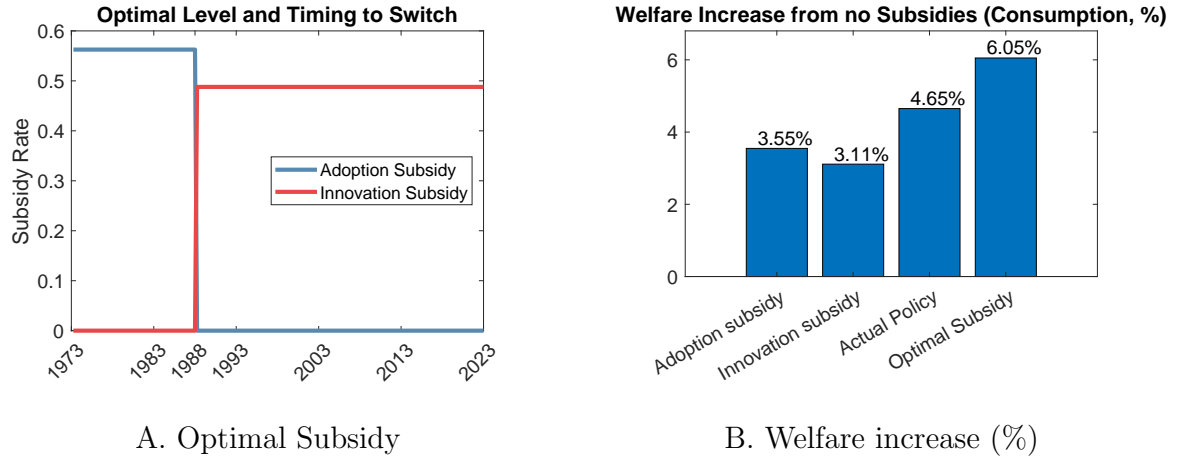 Optimal Level and Timing to Switch
Subsidy Rate
0.6
0.5
0.4
0.3
0.2
0.1
0
Adoption Subsidy
Innovation Subsidy
1973
1983
1988
1993
2003
2013
2023
A. Optimal Subsidy
Welfare Increase from no Subsidies (Consumption, %)
6
4
2
0
3.55%
3.11%
4.65%
6.05%
Adoption subsidy
Innovation subsidy
Actual Policy
Optimal Subsidy
B. Welfare increase (%)